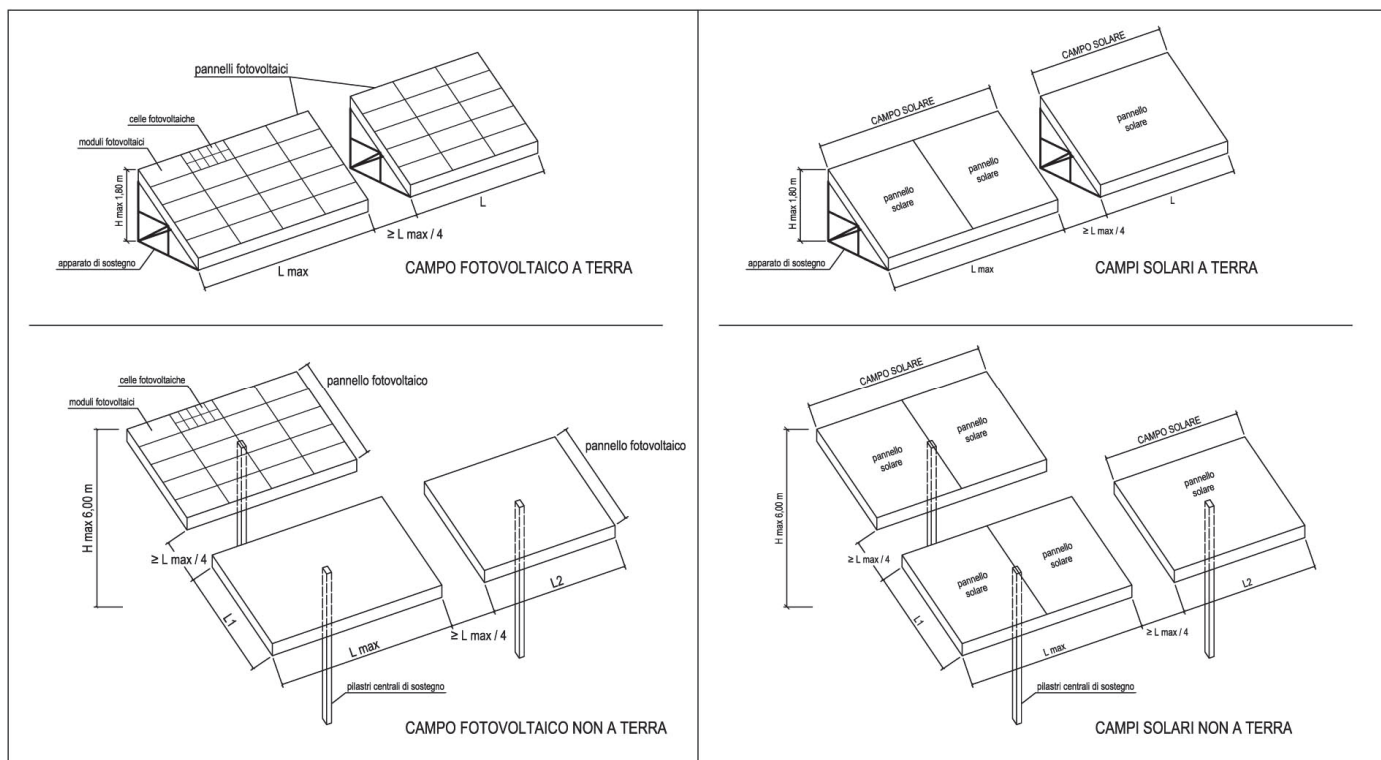 pannelli fotovoltaici
celle fotovoltaiche
moduli fotovoltaici
H max 1,80 m
apparato di sostegno
L max
≥ L max / 4
L
CAMPO FOTOVOLTAICO A TERRA
CAMPO SOLARE
CAMPO SOLARE
pannello
solare
pannello
solare
pannello
solare
H max 1,80 m
apparato di sostegno
L max
≥ L max / 4
L
CAMPI SOLARI A TERRA
celle fotovoltaiche
moduli fotovoltaici
pannello fotovoltaico
pannello fotovoltaico
H max 6,00 m
≥ L max / 4
L1
L max
≥ L max / 4
L2
pilastri centrali di sostegno
CAMPO FOTOVOLTAICO NON A TERRA
CAMPO SOLARE
CAMPO SOLARE
pannello
solare
pannello
solare
pannello
solare
pannello
solare
pannello
solare
H max 6,00 m
≥ L max / 4
L1
L max
≥ L max / 4
L2
pilastri centrali di sostegno
CAMPI SOLARI NON A TERRA